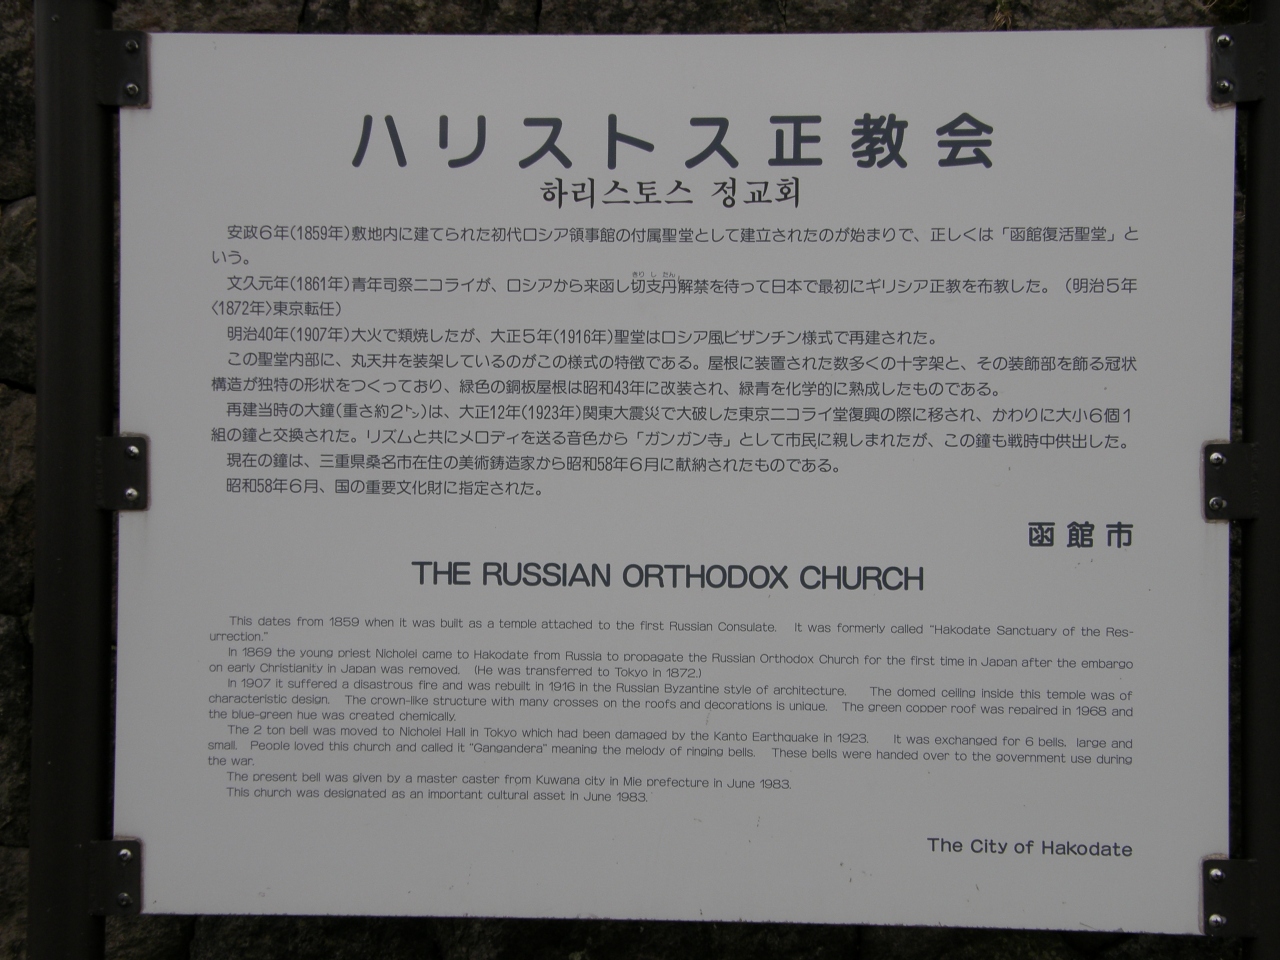 ハリストス正教会
하리스토스 정교회
安政6年(1859年)敷地内に建てられた初代ロシア領事館の付属聖堂として建立されたのが始まりで、正しくは「函館復活聖堂」と
いう。
文久元年(1861年)青年司祭ニコライが、ロシアから来函し切支丹解禁を待って日本で最初にギリシア正教を布教した。(明治5年
きりしたん
〈1872年〉東京転任)
明治40年(1907年)大火で類焼したが、大正5年(1916年)聖堂はロシア風ビザンチン様式で再建された。
この聖堂内部に、丸天井を装架しているのがこの様式の特徴である。屋根に装置された数多くの十字架と、その装飾部を飾る冠状
構造が独特の形状をつくっており、緑色の銅板屋根は昭和43年に改装され、緑青を化学的に熟成したものである。
再建当時の大鐘(重さ約2㌧)は、大正12年(1923年)関東大震災で大破した東京ニコライ堂復興の際に移され、かわりに大小6個1
組の鐘と交換された。リズムと共にメロディを送る音色から「ガンガン寺」として市民に親しまれたが、この鐘も戦時中供出した。
現在の鐘は、三重県桑名市在住の美術鋳造家から昭和58年6月に献納されたものである。
昭和58年6月、国の重要文化財に指定された。
函館市
THE RUSSIAN ORTHODOX CHURCH
This dates from 1859 when it was built as a temple attached to the first Russian Consulate. It was formerly called "Hakodate Sanctuary of the Res-
urrection."
In 1869 the young priest Nicholei came to Hakodate from Russia to propagate the Russian Orthodox Church for the first time in Japan after the embargo
on early Christianity in Japan was removed. (He was transferred to Tokyo in 1872.)
In 1907 it suffered a disastrous fire and was rebuilt in 1916 in the Russian Byzantine style of architecture. The domed ceiling inside this temple was of
characteristic design. The crown-like structure with many crosses on the roofs and decorations is unique. The green copper roof was repaired in 1968 and
the blue-green hue was created chemically.
The 2 ton bell was moved to Nicholei Hall in Tokyo which had been damaged by the Kanto Earthquake in 1923. It was exchanged for 6 bells. large and
small. People loved this church and called it "Gangandera" meaning the melody of ringing bells. These bells were handed over to the government use during
the war.
The present bell was given by a master caster from Kuwana city in Mie prefecture in June 1983.
This church was designated as an important cultural asset in June 1983.
The City of Hakodate